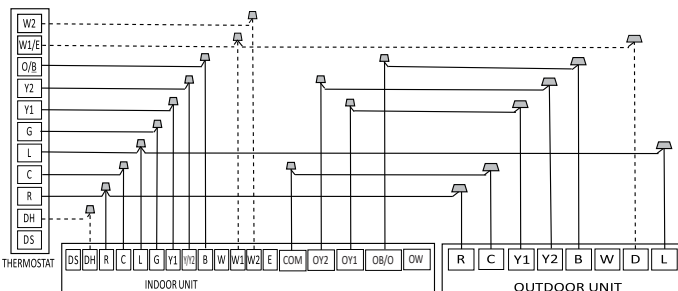 W2
W1/E
O/B
Y2
Y1
G
L
C
R
DH
DS
THERMOSTAT
DS DH R C L G Y1 Y/Y2 B W W1 W2 E COM OY2 OY1 OB/O OW
INDOOR UNIT
R C Y1 Y2 B W D L
OUTDOOR UNIT